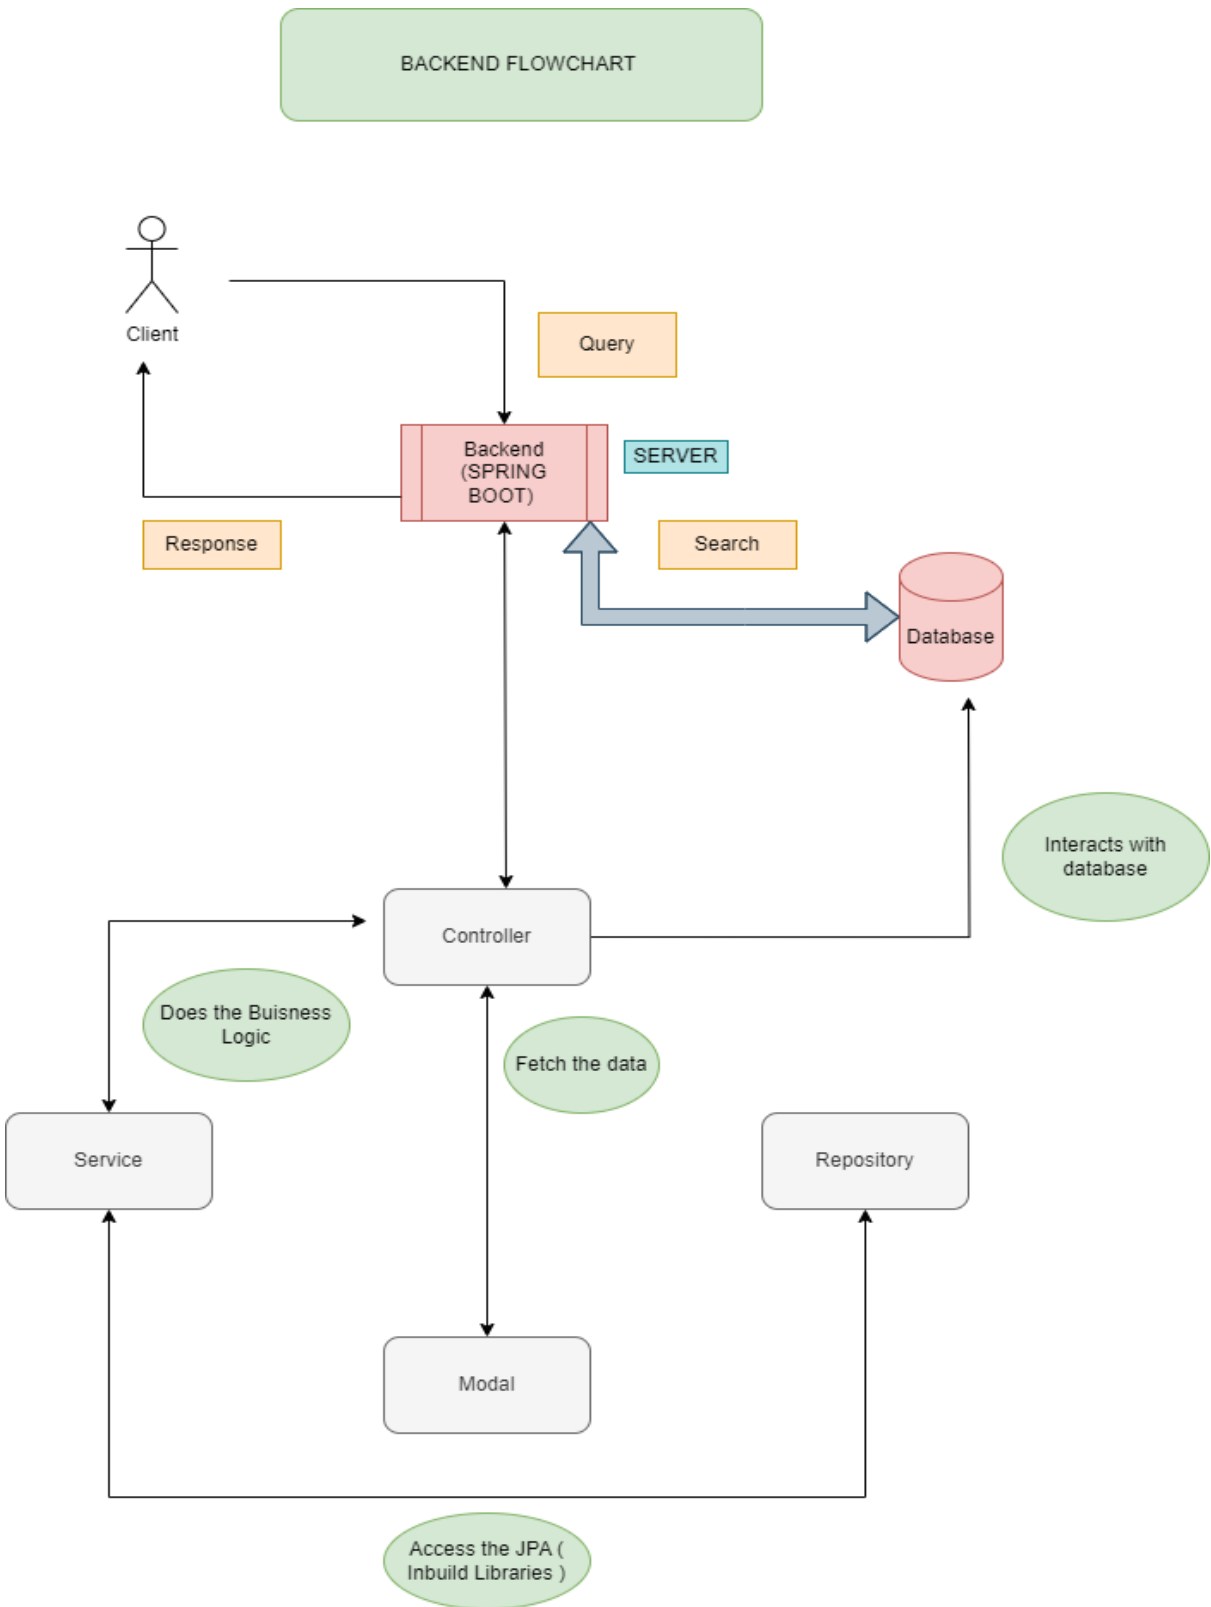 BACKEND FLOWCHART
Client
Query
Backend
(SPRING
BOOT)
SERVER
Response
Search
Database
Interacts with
database
Controller
Does the Buisness
Logic
Fetch the data
Service
Repository
Modal
Access the JPA (
Inbuild Libraries )